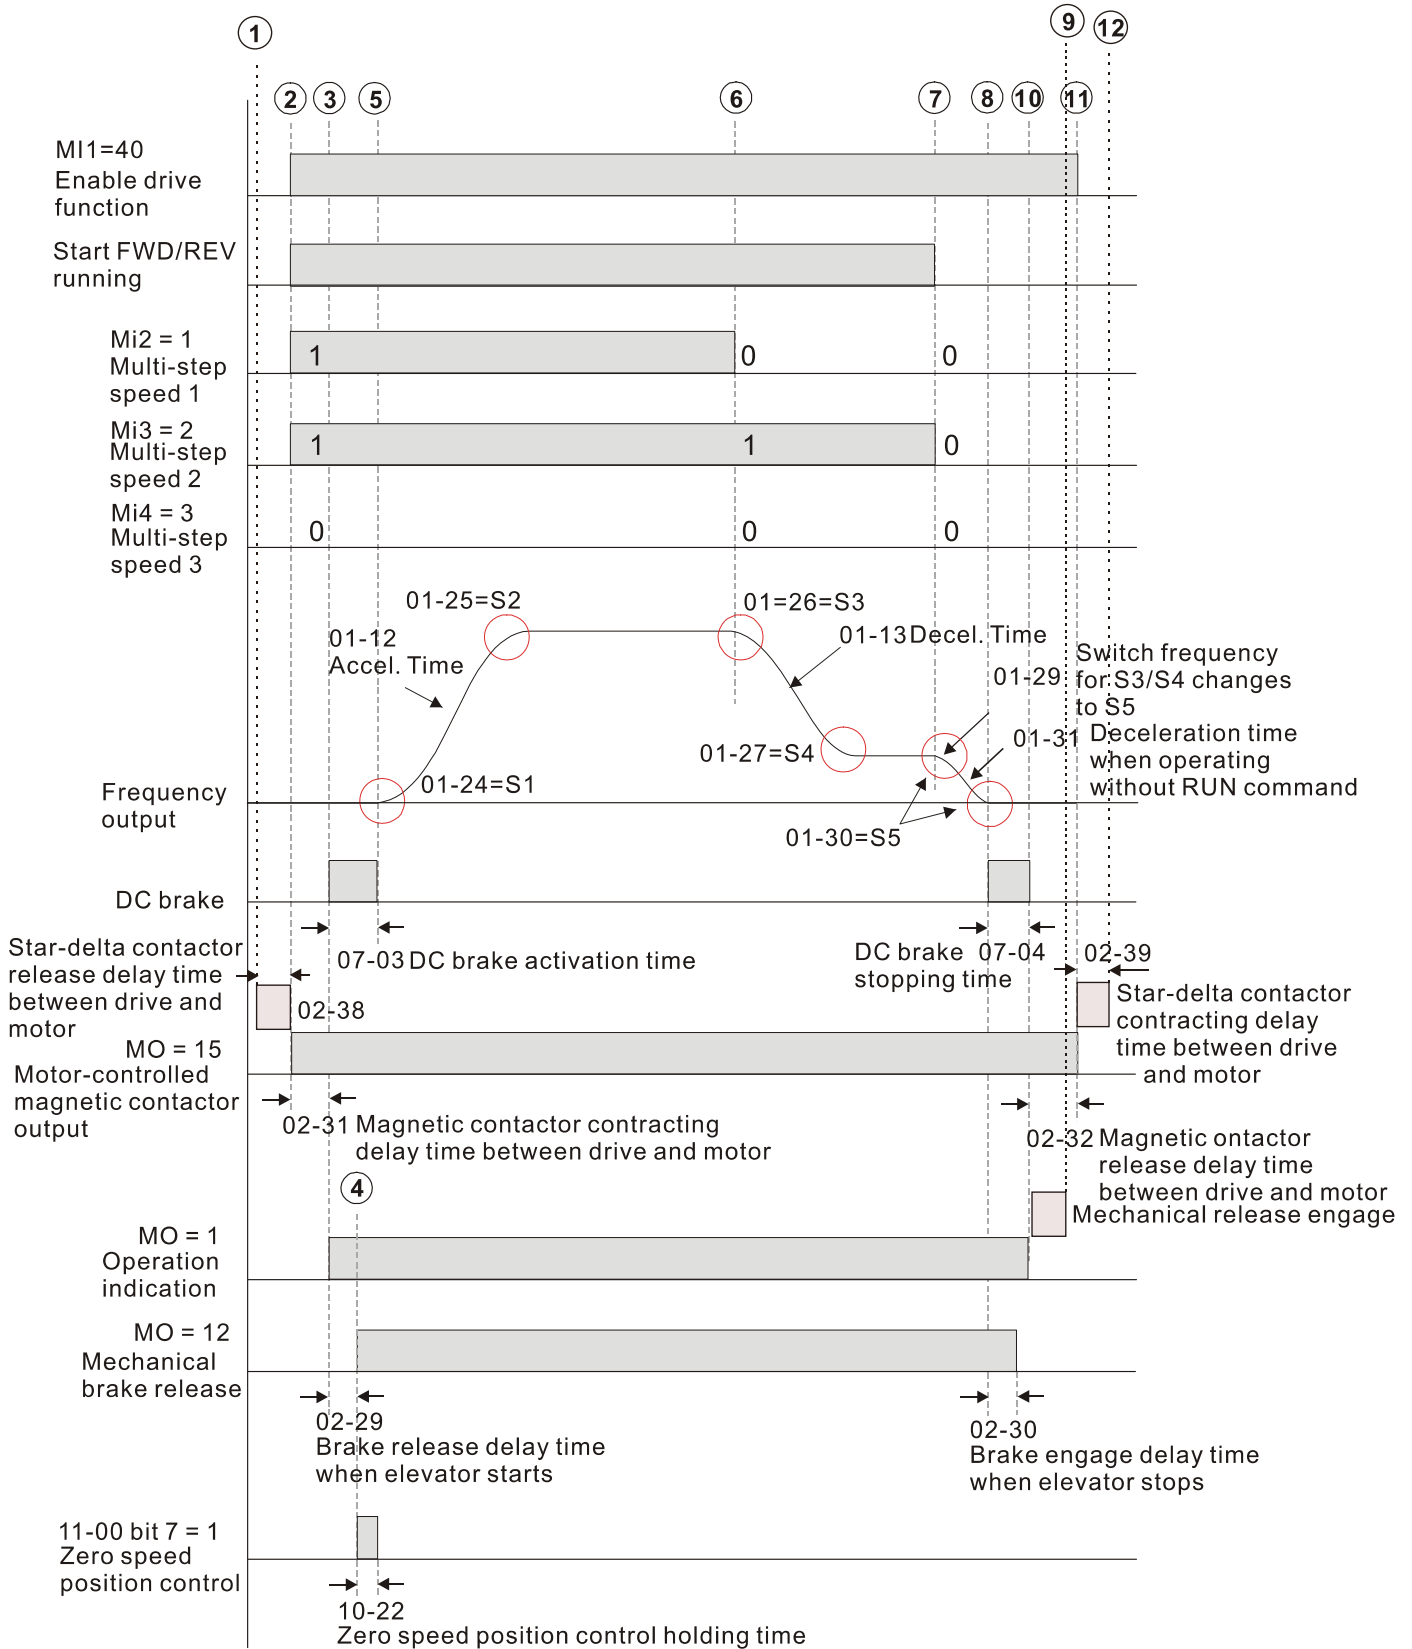 1
9
12
2
3
5
6
7
8
10
11
MI1=40
Enable drive
function
Start FWD/REV
running
Mi2 = 1
Multi-step
speed 1
1
0
0
Mi3 = 2
Multi-step
speed 2
1
1
0
Mi4 = 3
Multi-step
speed 3
0
0
0
01-25=S2
01=26=S3
01-12
Accel. Time
01-13 Decel. Time
01-29
Switch frequency
for S3/S4 changes
to S5
01-27=S4
01-31
Deceleration time
when operating
without RUN command
01-24=S1
Frequency
output
01-30=S5
DC brake
07-03 DC brake activation time
DC brake 07-04
stopping time
02-39
Star-delta contactor
release delay time
between drive and
motor
02-38
Star-delta contactor
contracting delay
time between drive
and motor
MO = 15
Motor-controlled
magnetic contactor
output
02-31 Magnetic contactor contracting
delay time between drive and motor
02-32 Magnetic ontactor
release delay time
between drive and motor
4
Mechanical release engage
MO = 1
Operation
indication
MO = 12
Mechanical
brake release
02-29
Brake release delay time
when elevator starts
02-30
Brake engage delay time
when elevator stops
11-00 bit 7 = 1
Zero speed
position control
10-22
Zero speed position control holding time